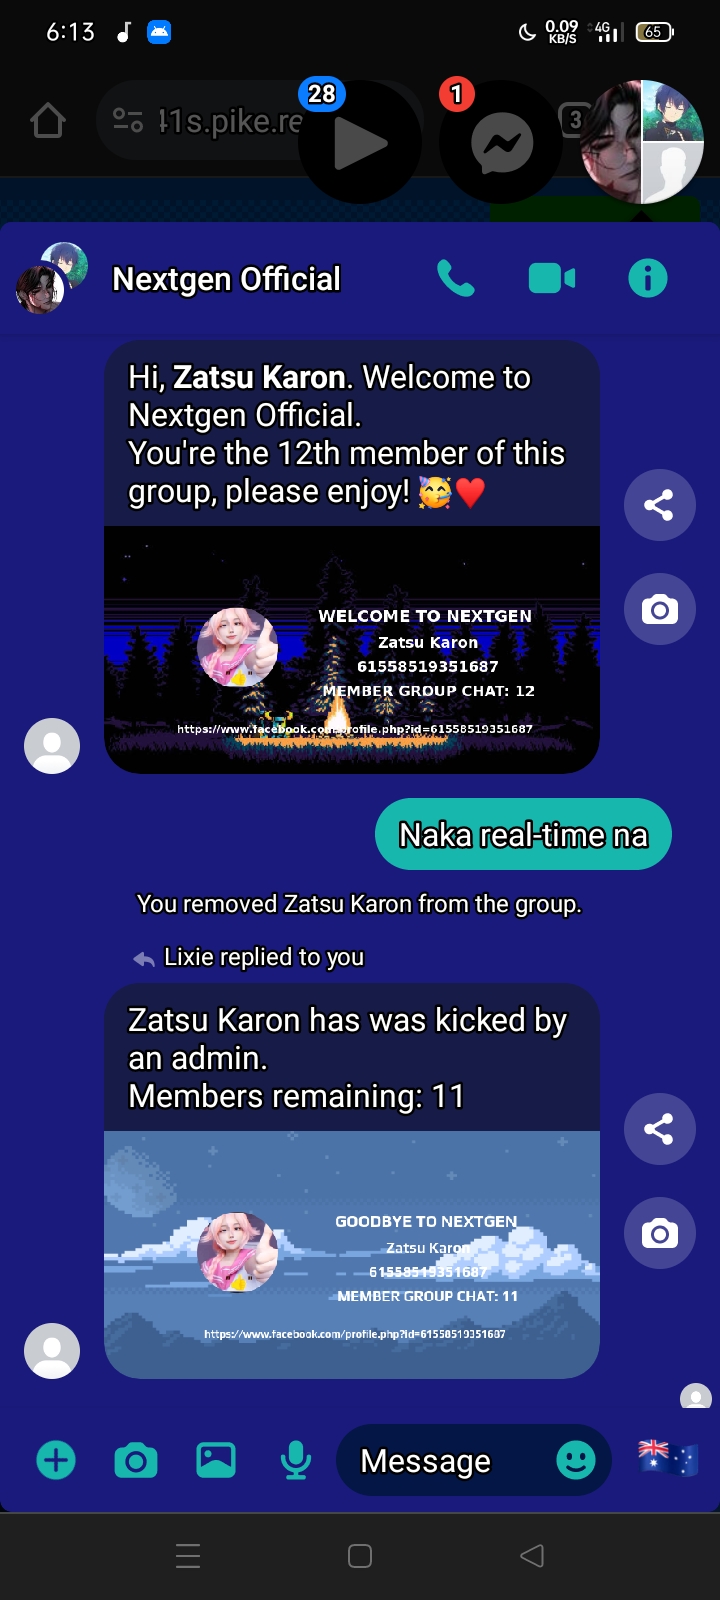 6:13
0.09
KB/S
4G
65
41s.pike.re
28
1
3
Nextgen Official
Hi, Zatsu Karon. Welcome to
Nextgen Official.
You're the 12th member of this
group, please enjoy! 🥳❤️
WELCOME TO NEXTGEN
Zatsu Karon
61558519351687
MEMBER GROUP CHAT: 12
https://www.facebook.com/profile.php?id=61558519351687
Naka real-time na
You removed Zatsu Karon from the group.
Lixie replied to you
Zatsu Karon has was kicked by
an admin.
Members remaining: 11
GOODBYE TO NEXTGEN
Zatsu Karon
61558519351687
MEMBER GROUP CHAT: 11
https://www.facebook.com/profile.php?id=61558519351687
Message